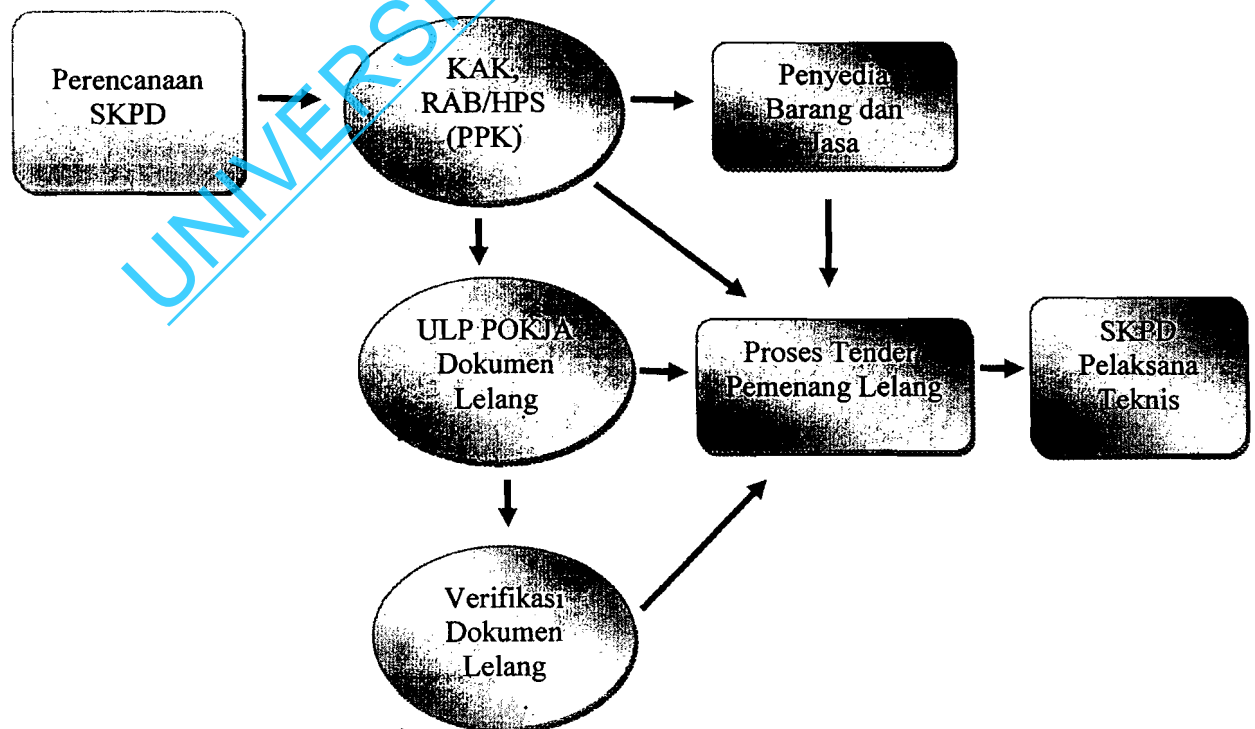 Perencanaan
SKPD
KAK,
RAB/HPS
(PPK)
Penyedia
Barang dan
Jasa
ULP POKJA
Dokumen
Lelang
Proses Tender
Pemenang Lelang
SKPD
Pelaksana
Teknis
Verifikasi
Dokumen
Lelang
UNIVERSI